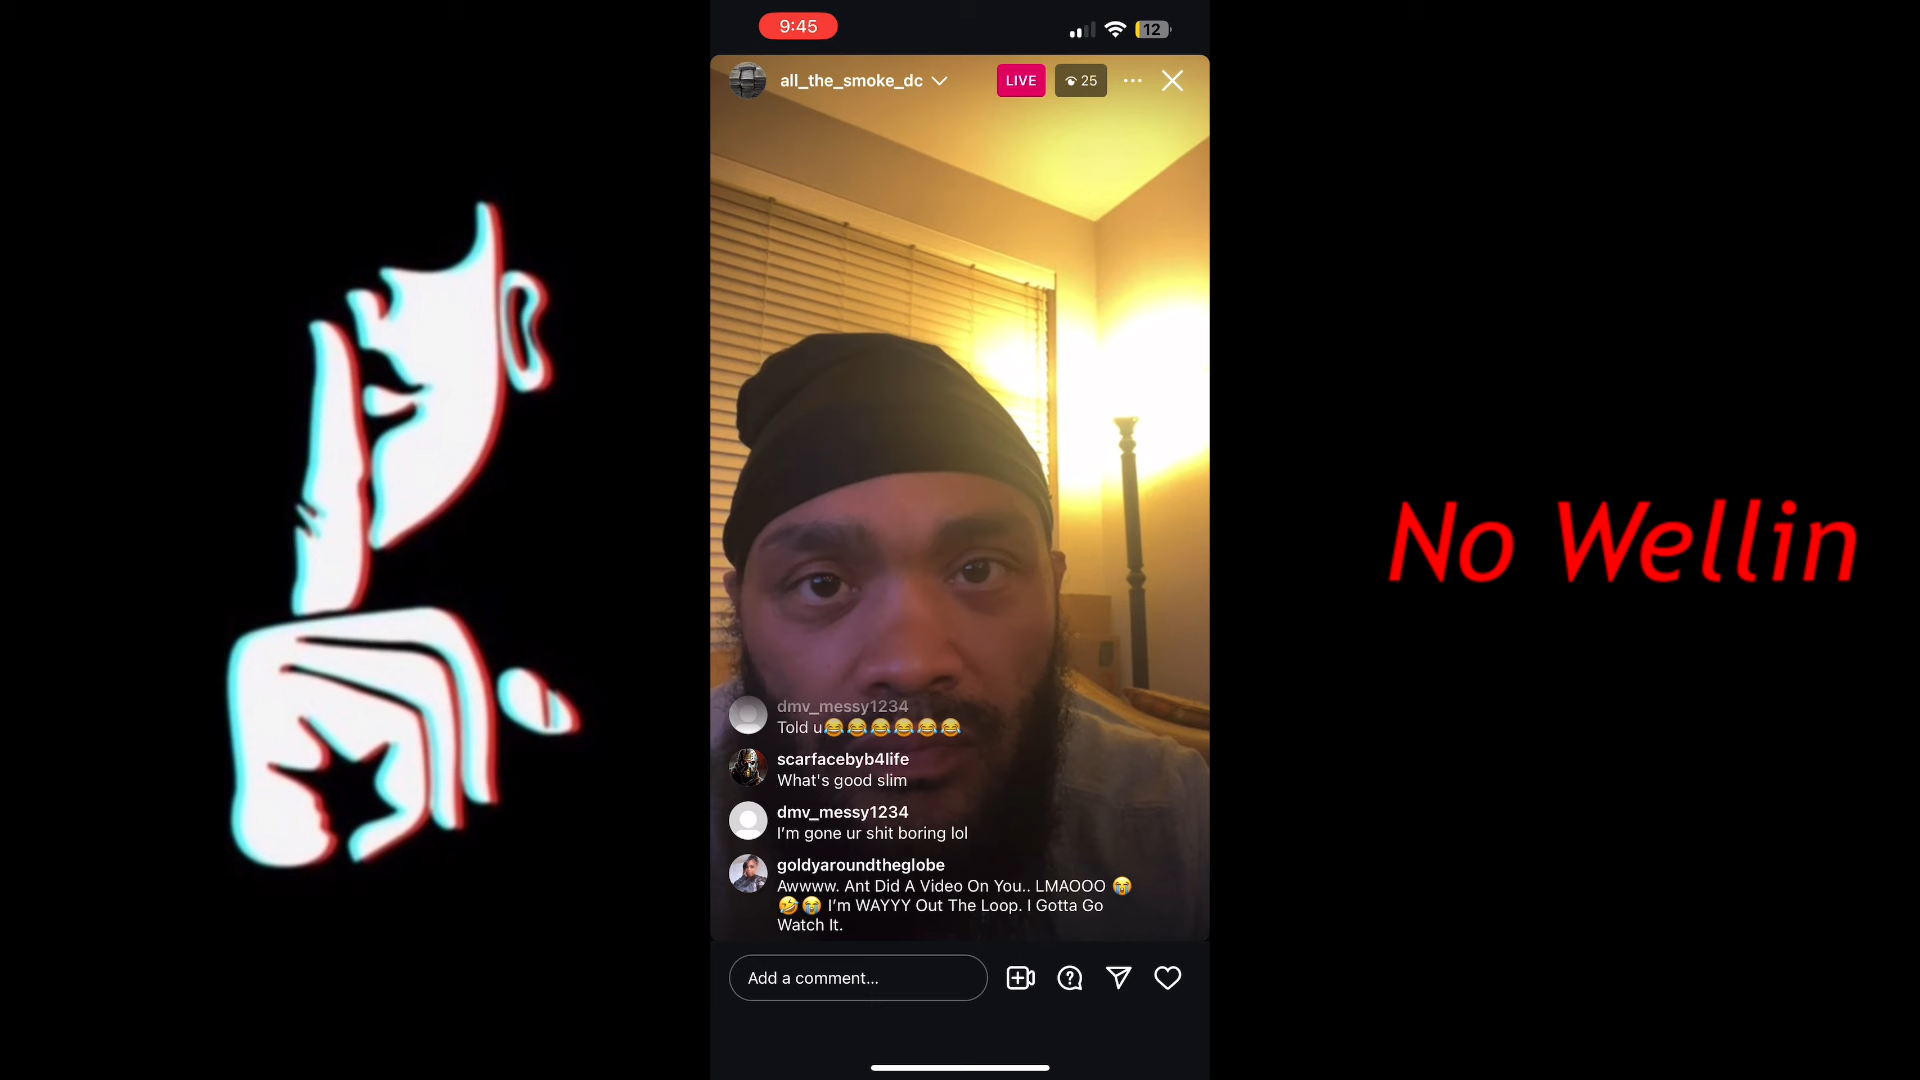 9:45
12
all_the_smoke_dc
LIVE
25
dmv_messy1234
Told u😂😂😂😂😂😂
scarfacebyb4life
What's good slim
dmv_messy1234
I'm gone ur shit boring lol
goldyaroundtheglobe
Awwww. Ant Did A Video On You.. LMAOOO 😭
🤣😭 I'm WAYYY Out The Loop. I Gotta Go
Watch It.
Add a comment...
No Wellin